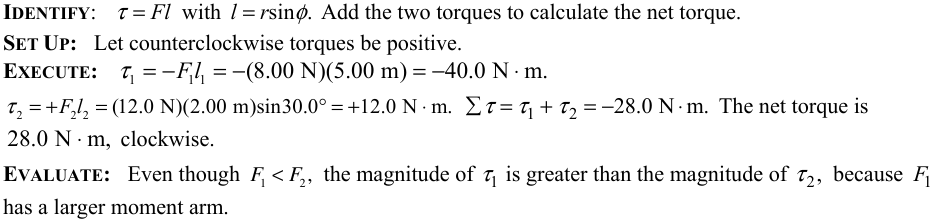 IDENTIFY: τ = Fl with l = rsinϕ. Add the two torques to calculate the net torque.
SET UP: Let counterclockwise torques be positive.
EXECUTE: τ₁ = −F₁l₁ = −(8.00 N)(5.00 m) = −40.0 N · m.
τ₂ = +F₂l₂ = (12.0 N)(2.00 m)sin30.0° = +12.0 N · m. ∑τ = τ₁ + τ₂ = −28.0 N · m. The net torque is
28.0 N · m, clockwise.
EVALUATE: Even though F₁ < F₂, the magnitude of τ₁ is greater than the magnitude of τ₂, because F₁
has a larger moment arm.